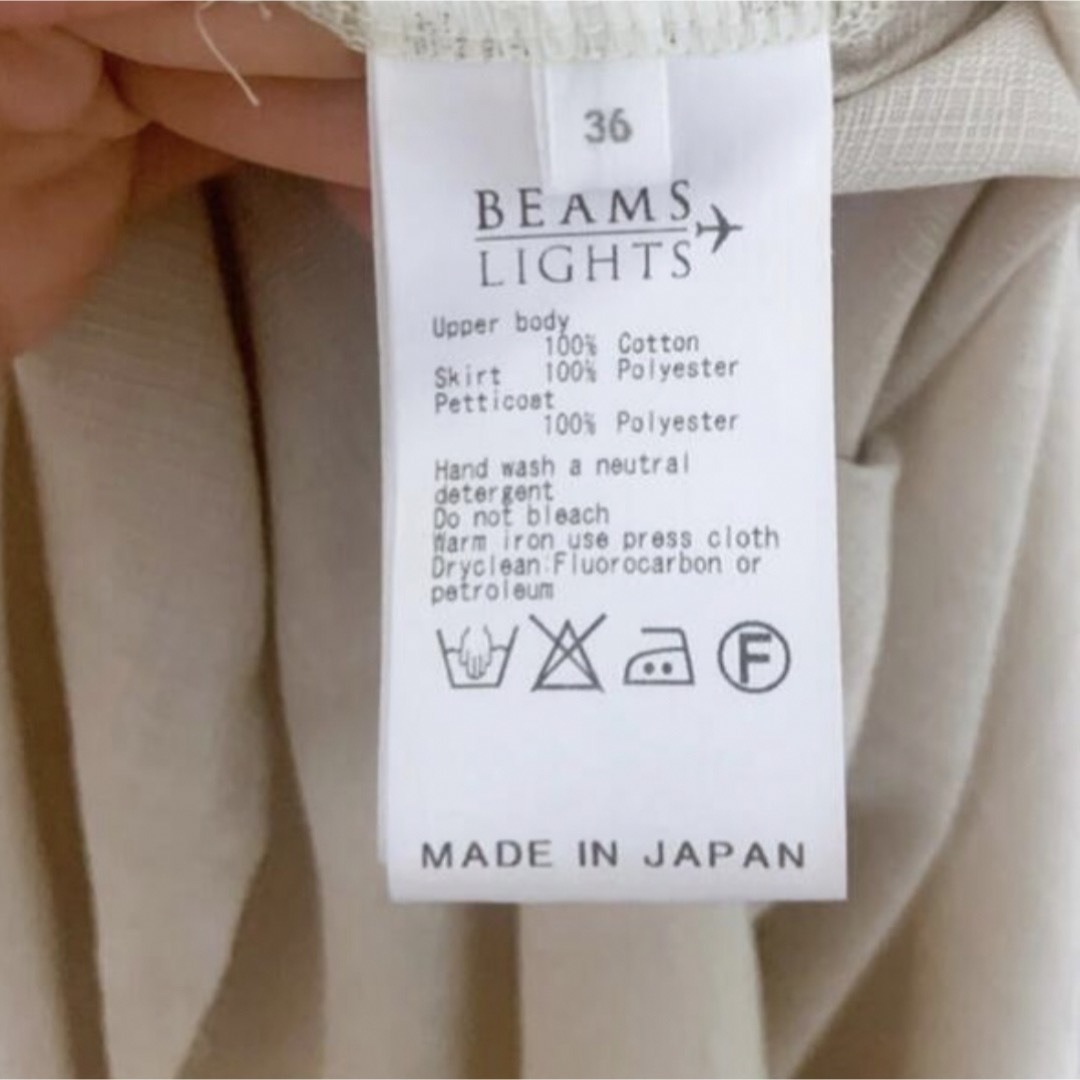 36
BEAMS
LIGHTS
Upper body
100% Cotton
Skirt 100% Polyester
Petticoat
100% Polyester
Hand wash a neutral
detergent
Do not bleach
Warm iron use press cloth
Dryclean:Fluorocarbon or
petroleum
F
MADE IN JAPAN